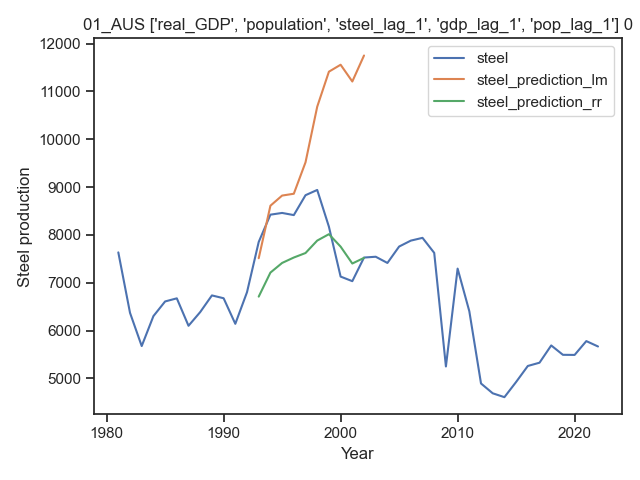 01_AUS ['real_GDP', 'population', 'steel_lag_1', 'gdp_lag_1', 'pop_lag_1'] 0
12000
11000
10000
9000
8000
7000
6000
5000
Steel production
steel
steel_prediction_lm
steel_prediction_rr
1980
1990
2000
2010
2020
Year